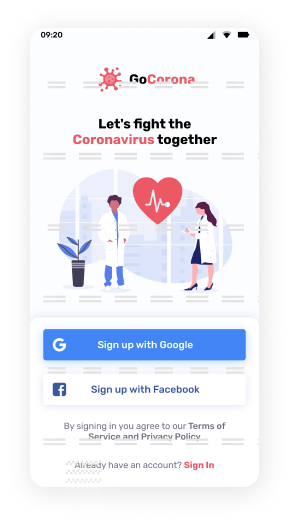 09:20
GoCorona
Let's fight the
Coronavirus together
Sign up with Google
Sign up with Facebook
By signing in you agree to our Terms of
Service and Privacy Policy
Already have an account? Sign In